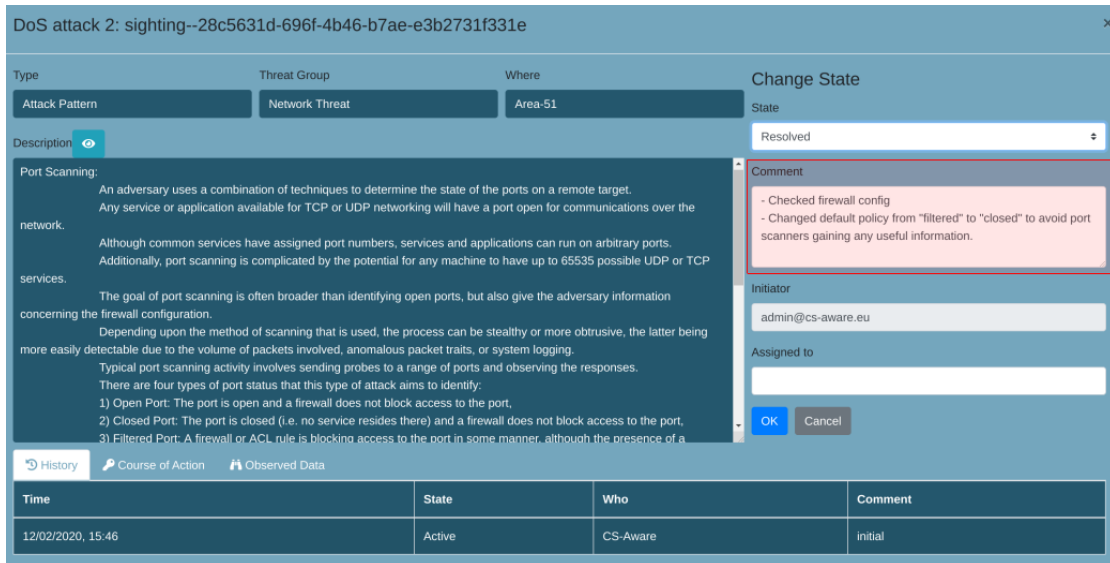 DoS attack 2: sighting--28c5631d-696f-4b46-b7ae-e3b2731f331e
Type
Threat Group
Where
Attack Pattern
Network Threat
Area-51
Description
Port Scanning:
An adversary uses a combination of techniques to determine the state of the ports on a remote target.
Any service or application available for TCP or UDP networking will have a port open for communications over the
network.
Although common services have assigned port numbers, services and applications can run on arbitrary ports.
Additionally, port scanning is complicated by the potential for any machine to have up to 65535 possible UDP or TCP
services.
The goal of port scanning is often broader than identifying open ports, but also give the adversary information
concerning the firewall configuration.
Depending upon the method of scanning that is used, the process can be stealthy or more obtrusive, the latter being
more easily detectable due to the volume of packets involved, anomalous packet traits, or system logging.
Typical port scanning activity involves sending probes to a range of ports and observing the responses.
There are four types of port status that this type of attack aims to identify:
1) Open Port: The port is open and a firewall does not block access to the port,
2) Closed Port: The port is closed (i.e. no service resides there) and a firewall does not block access to the port,
3) Filtered Port: A firewall or ACL rule is blocking access to the port in some manner, although the presence of a
Change State
State
Resolved
Comment
- Checked firewall config
- Changed default policy from "filtered" to "closed" to avoid port
scanners gaining any useful information.
Initiator
admin@cs-aware.eu
Assigned to
OK
Cancel
History
Course of Action
Observed Data
Time
State
Who
Comment
12/02/2020, 15:46
Active
CS-Aware
initial